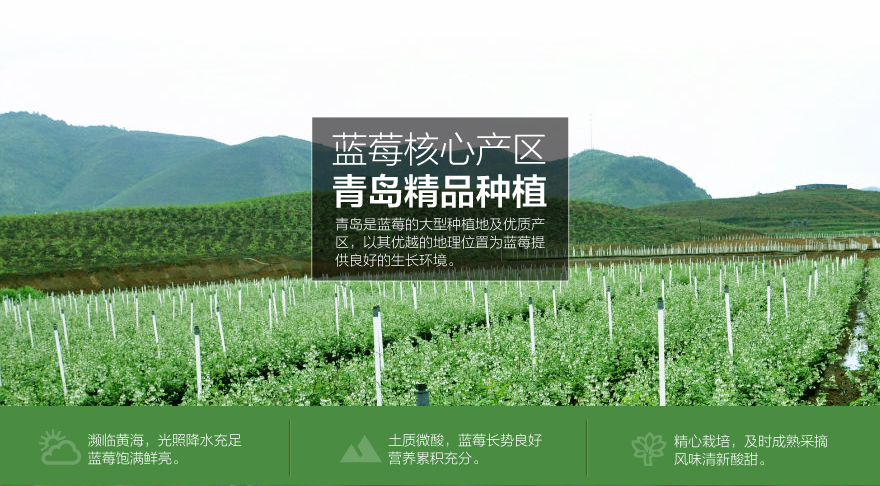 蓝莓核心产区
青岛精品种植
青岛是蓝莓的大型种植地及优质产
区，以其优越的地理位置为蓝莓提
供良好的生长环境。
濒临黄海，光照降水充足
蓝莓饱满鲜亮。
土质微酸，蓝莓长势良好
营养累积充分。
精心栽培，及时成熟采摘
风味清新酸甜。